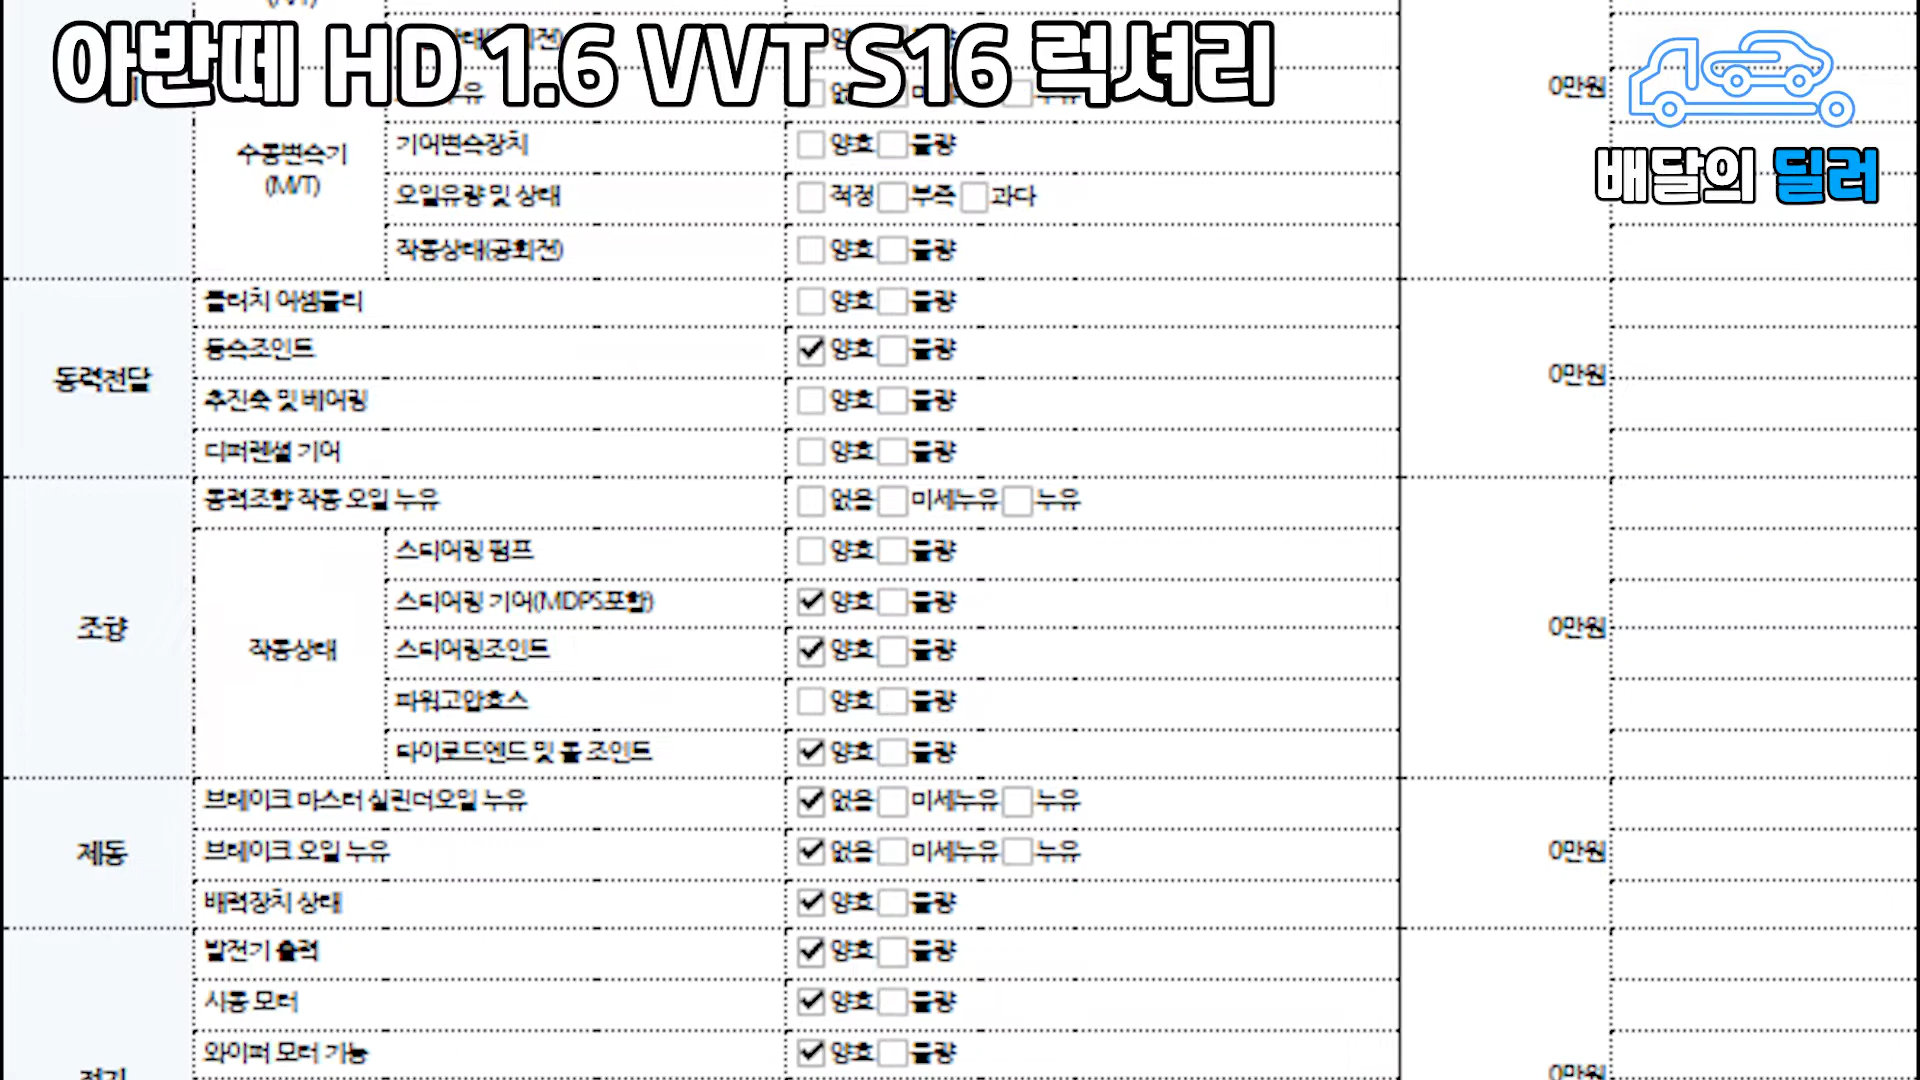 아반떼 HD 1.6 VVT S16 럭셔리
0만원
배달의 딜러
수동변속기
(M/T)
기어변속장치 양호 불량
오일유량 및 상태 적정 부족 과다
작동상태(공회전) 양호 불량
동력전달
클러치 어셈블리 양호 불량
등속조인트 양호 불량
추진축 및 베어링 양호 불량
디퍼렌셜 기어 양호 불량
0만원
조향
동력조향 작동 오일 누유 없음 미세누유 누유
작동상태
스티어링 펌프 양호 불량
스티어링 기어(MDPS포함) 양호 불량
스티어링조인트 양호 불량
파워고압호스 양호 불량
타이로드엔드 및 볼 조인트 양호 불량
0만원
제동
브레이크 마스터 실린더오일 누유 없음 미세누유 누유
브레이크 오일 누유 없음 미세누유 누유
배력장치 상태 양호 불량
0만원
전기
발전기 출력 양호 불량
시동 모터 양호 불량
와이퍼 모터 기능 양호 불량
0만원